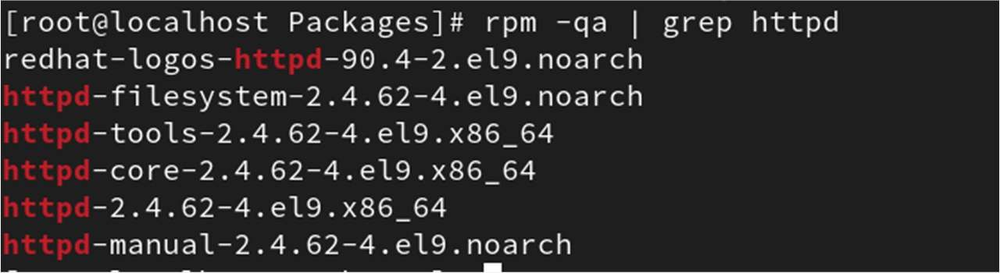 [root@localhost Packages]# rpm -qa | grep httpd
redhat-logos-httpd-90.4-2.el9.noarch
httpd-filesystem-2.4.62-4.el9.noarch
httpd-tools-2.4.62-4.el9.x86_64
httpd-core-2.4.62-4.el9.x86_64
httpd-2.4.62-4.el9.x86_64
httpd-manual-2.4.62-4.el9.noarch